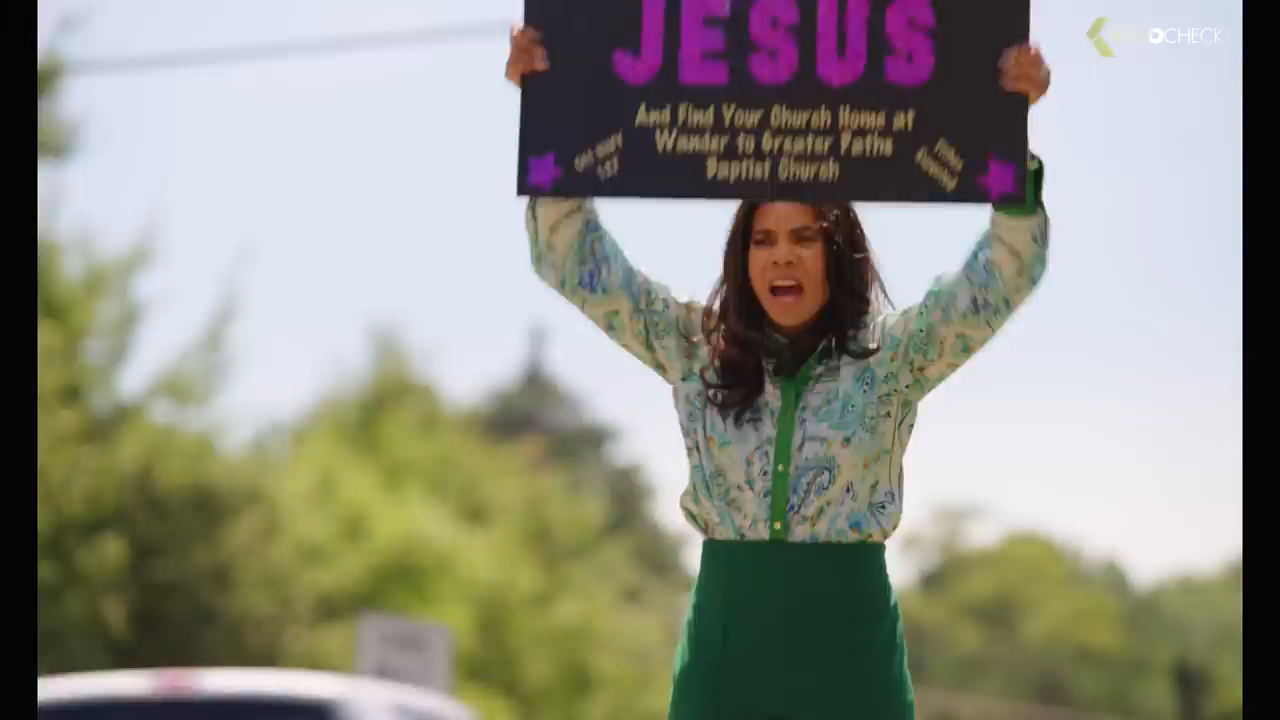 JESUS
And Find Your Church Home at
Wander to Greater Paths
Baptist Church
CHECK